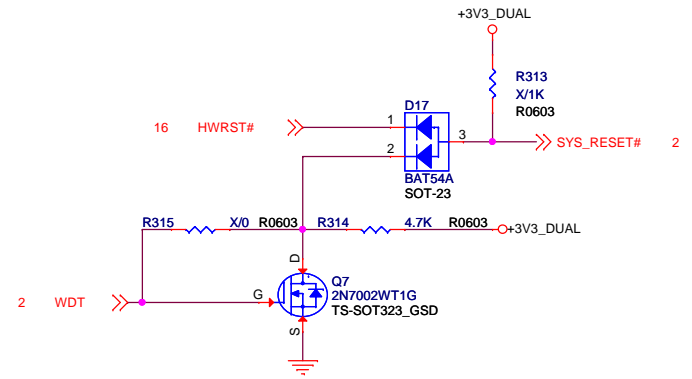 +3V3_DUAL
R313
X/1K
R0603
D17
16 HWRST# 1
3 SYS_RESET# 2
2
BAT54A
SOT-23
R315 X/0 R0603 R314 4.7K R0603 +3V3_DUAL
D
Q7
2 WDT G 2N7002WT1G
TS-SOT323_GSD
S